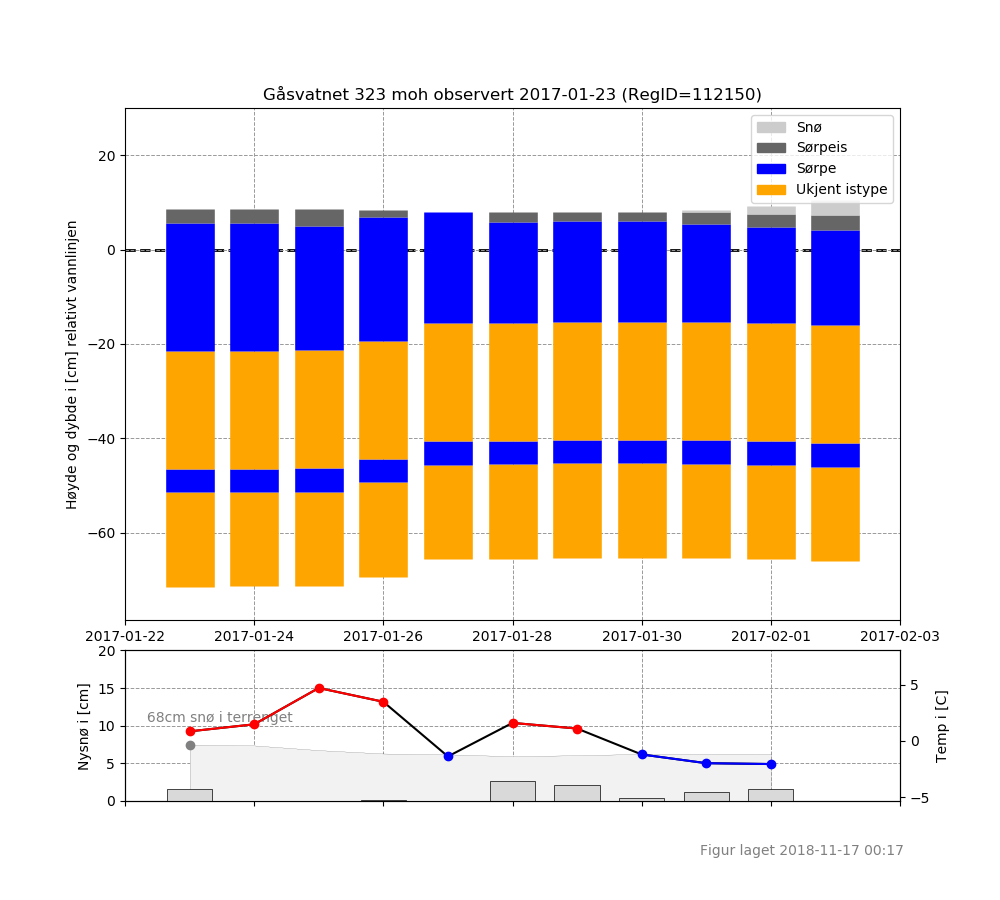 Gåsvatnet 323 moh observert 2017-01-23 (RegID=112150)
Snø
Sørpeis
Sørpe
Ukjent istype
Høyde og dybde i [cm] relativt vannlinjen
20
0
−20
−40
−60
2017-01-22 2017-01-24 2017-01-26 2017-01-28 2017-01-30 2017-02-01 2017-02-03
Nysnø i [cm]
20
15
10
5
0
68cm snø i terrenget
5
0
−5
Temp i [C]
Figur laget 2018-11-17 00:17